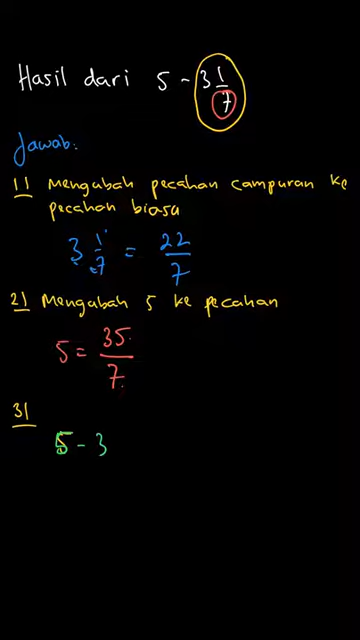 Hasil dari 5 - 3 1/7
Jawab:
1) Mengubah pecahan campuran ke
pecahan biasa
3 1/7 = 22/7
2) Mengubah 5 ke pecahan
5 = 35/7
3)
5 - 3